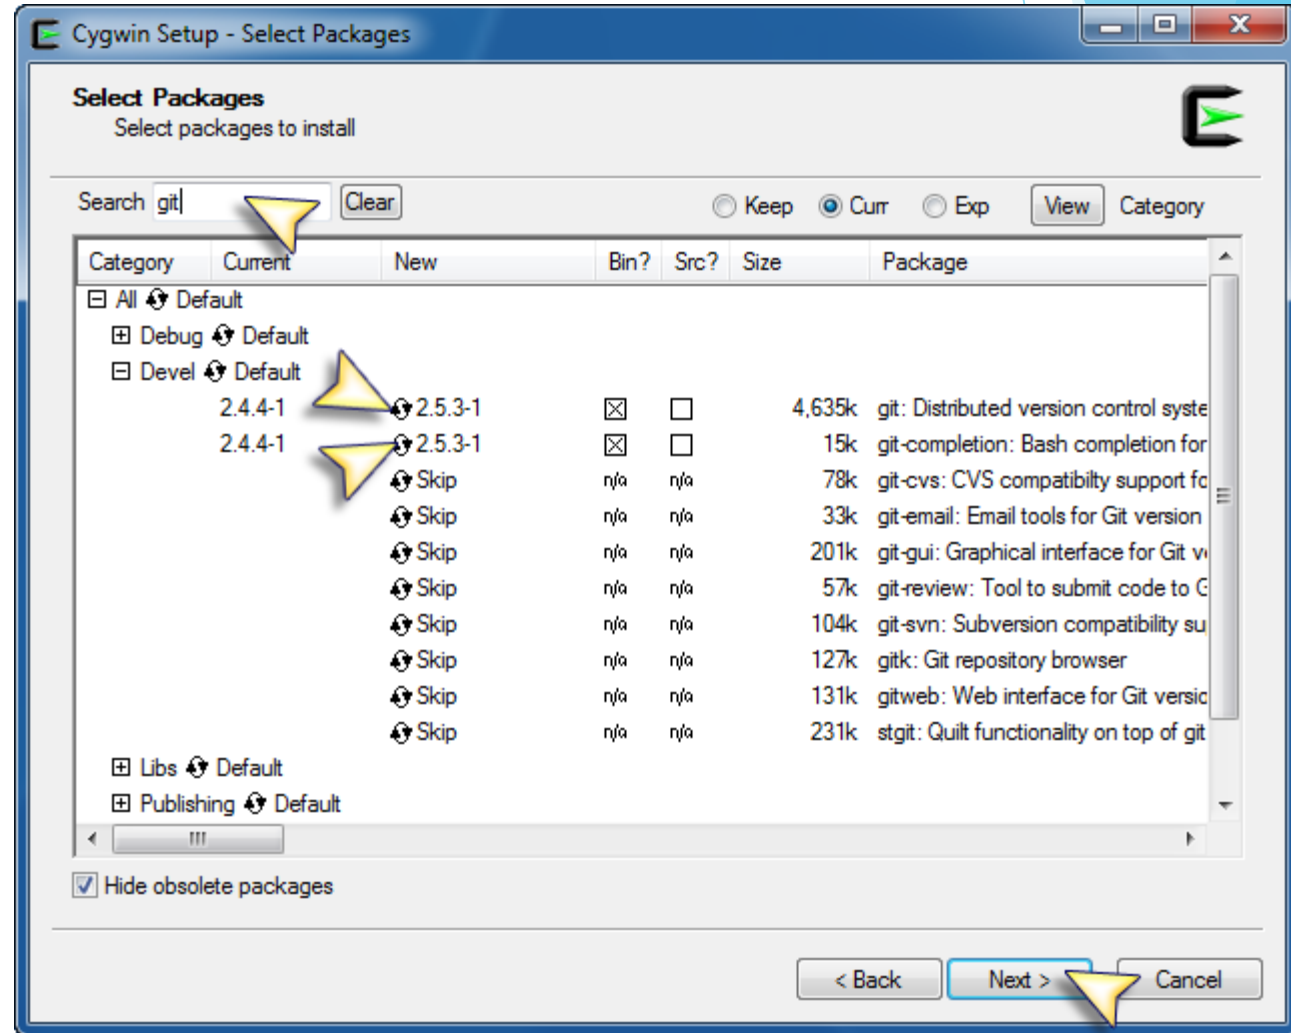 Cygwin Setup - Select Packages
Select Packages
Select packages to install
Search git Clear Keep Curr Exp View Category
Category Current New Bin? Src? Size Package
All Default
Debug Default
Devel Default
2.4.4-1 2.5.3-1 4,635k git: Distributed version control syste
2.4.4-1 2.5.3-1 15k git-completion: Bash completion for
Skip n/a n/a 78k git-cvs: CVS compatibilty support fo
Skip n/a n/a 33k git-email: Email tools for Git version
Skip n/a n/a 201k git-gui: Graphical interface for Git v
Skip n/a n/a 57k git-review: Tool to submit code to G
Skip n/a n/a 104k git-svn: Subversion compatibility su
Skip n/a n/a 127k gitk: Git repository browser
Skip n/a n/a 131k gitweb: Web interface for Git versic
Skip n/a n/a 231k stgit: Quilt functionality on top of git
Libs Default
Publishing Default
Hide obsolete packages
< Back Next > Cancel